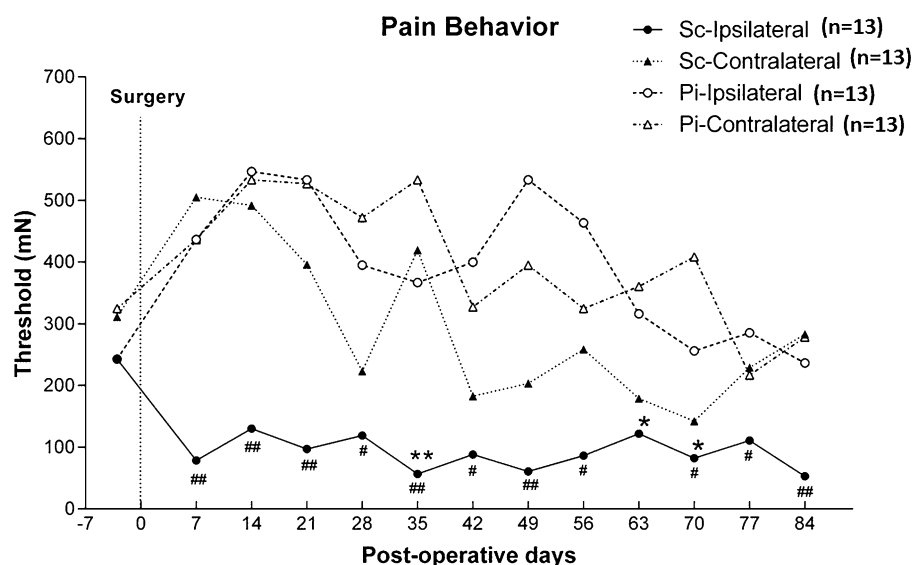 Pain Behavior
Sc-Ipsilateral (n=13)
Sc-Contralateral (n=13)
Pi-Ipsilateral (n=13)
Pi-Contralateral (n=13)
Surgery
Threshold (mN)
700
600
500
400
300
200
100
0
* *
*
*
## ## ## # ## # ## # # # ##
-7 0 7 14 21 28 35 42 49 56 63 70 77 84
Post-operative days